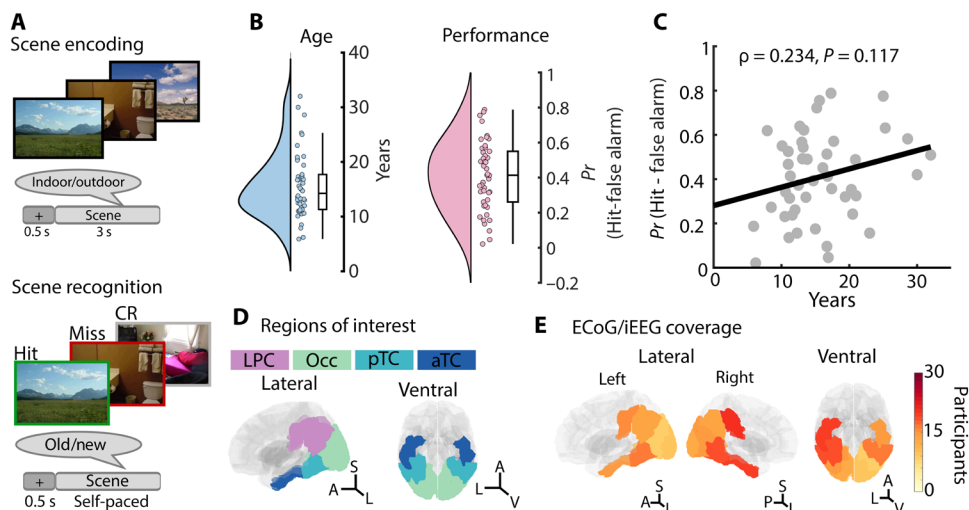 A
Scene encoding
Indoor/outdoor
+
Scene
0.5 s
3 s
Scene recognition
CR
Miss
Hit
Old/new
+
Scene
0.5 s
Self-paced
B
Age
40
30
20
10
0
Years
Performance
1
0.8
0.6
0.4
0.2
0
−0.2
Pr
(Hit-false alarm)
C
ρ = 0.234, P = 0.117
1
0.8
0.6
0.4
0.2
0
Pr (Hit - false alarm)
0
10
20
30
Years
D
Regions of interest
LPC
Occ
pTC
aTC
Lateral
Ventral
S
A
L
A
L
V
E
ECoG/iEEG coverage
Lateral
Ventral
Left
Right
S
A
L
S
P
L
A
L
V
30
15
0
Participants